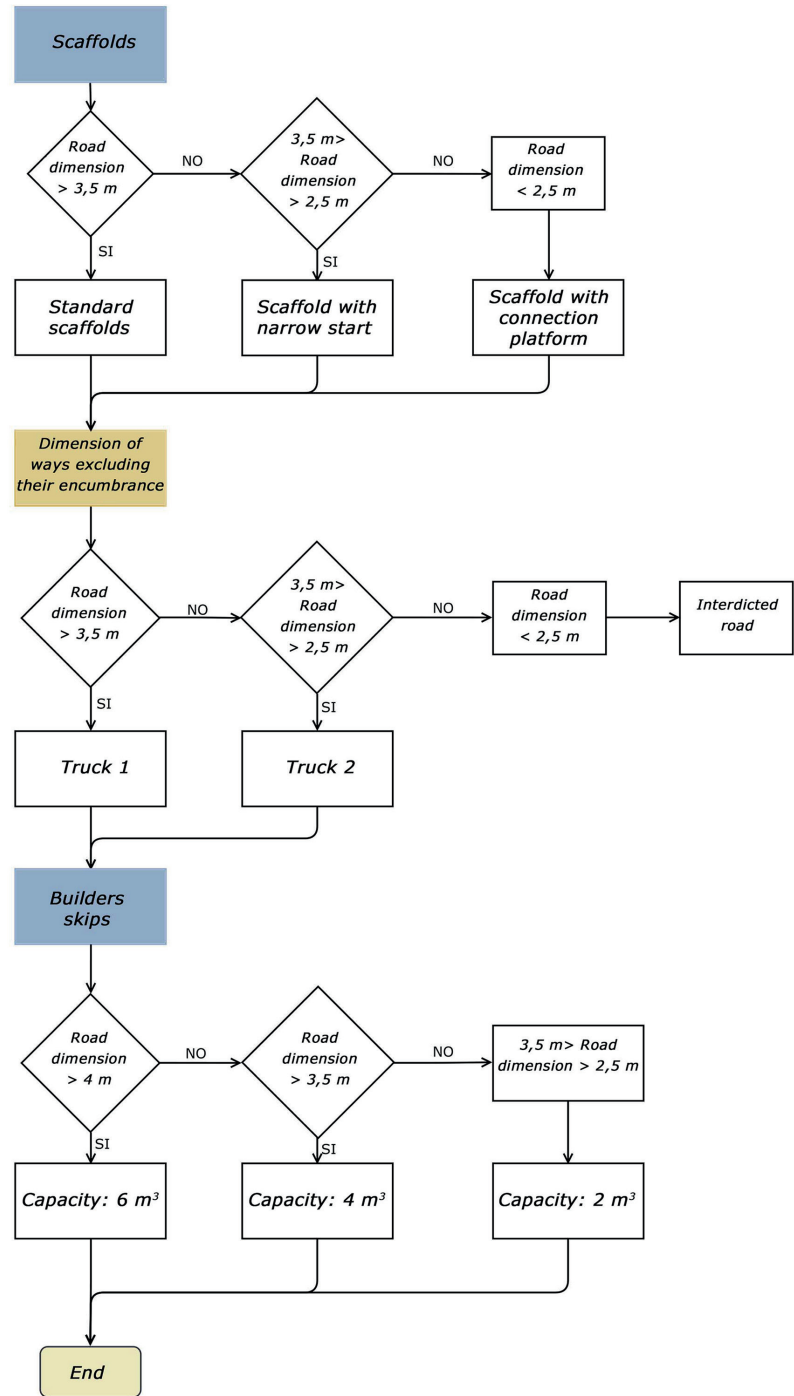 Scaffolds
Road
dimension
> 3,5 m
NO
3,5 m>
Road
dimension
> 2,5 m
NO
Road
dimension
< 2,5 m
SI
SI
Standard
scaffolds
Scaffold with
narrow start
Scaffold with
connection
platform
Dimension of
ways excluding
their encumbrance
Road
dimension
> 3,5 m
NO
3,5 m>
Road
dimension
> 2,5 m
NO
Road
dimension
< 2,5 m
Interdicted
road
SI
SI
Truck 1
Truck 2
Builders
skips
Road
dimension
> 4 m
NO
Road
dimension
> 3,5 m
NO
3,5 m> Road
dimension > 2,5 m
SI
SI
Capacity: 6 m³
Capacity: 4 m³
Capacity: 2 m³
End